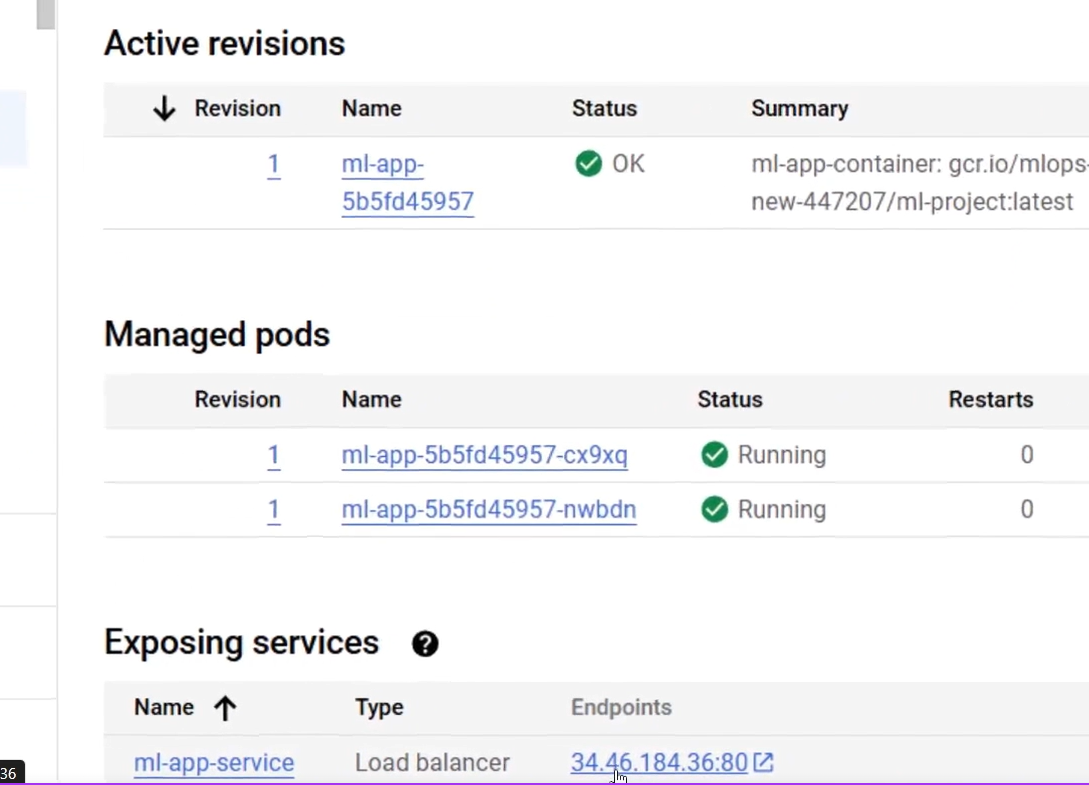 Active revisions
Revision Name Status Summary
1 ml-app- OK ml-app-container: gcr.io/mlops-
5b5fd45957 new-447207/ml-project:latest
Managed pods
Revision Name Status Restarts
1 ml-app-5b5fd45957-cx9xq Running 0
1 ml-app-5b5fd45957-nwbdn Running 0
Exposing services ?
Name Type Endpoints
ml-app-service Load balancer 34.46.184.36:80
36